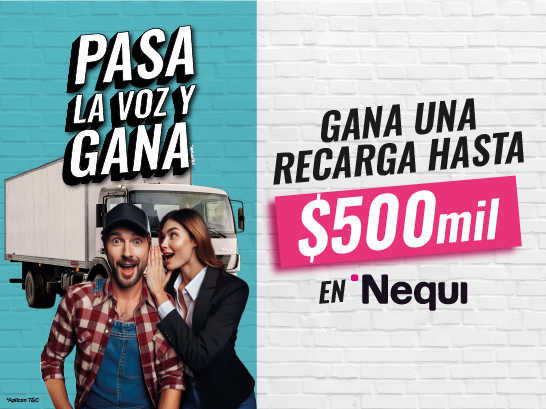 PASA
LA VOZ Y
GANA
GANA UNA
RECARGA HASTA
$500mil
EN Nequi
*Aplican T&C